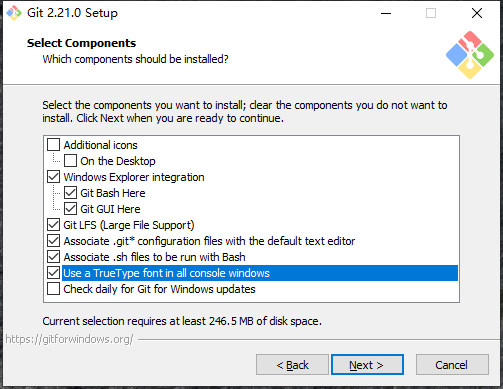 Git 2.21.0 Setup
Select Components
Which components should be installed?
Select the components you want to install; clear the components you do not want to
install. Click Next when you are ready to continue.
Additional icons
On the Desktop
Windows Explorer integration
Git Bash Here
Git GUI Here
Git LFS (Large File Support)
Associate .git* configuration files with the default text editor
Associate .sh files to be run with Bash
Use a TrueType font in all console windows
Check daily for Git for Windows updates
Current selection requires at least 246.5 MB of disk space.
https://gitforwindows.org/
< Back
Next >
Cancel